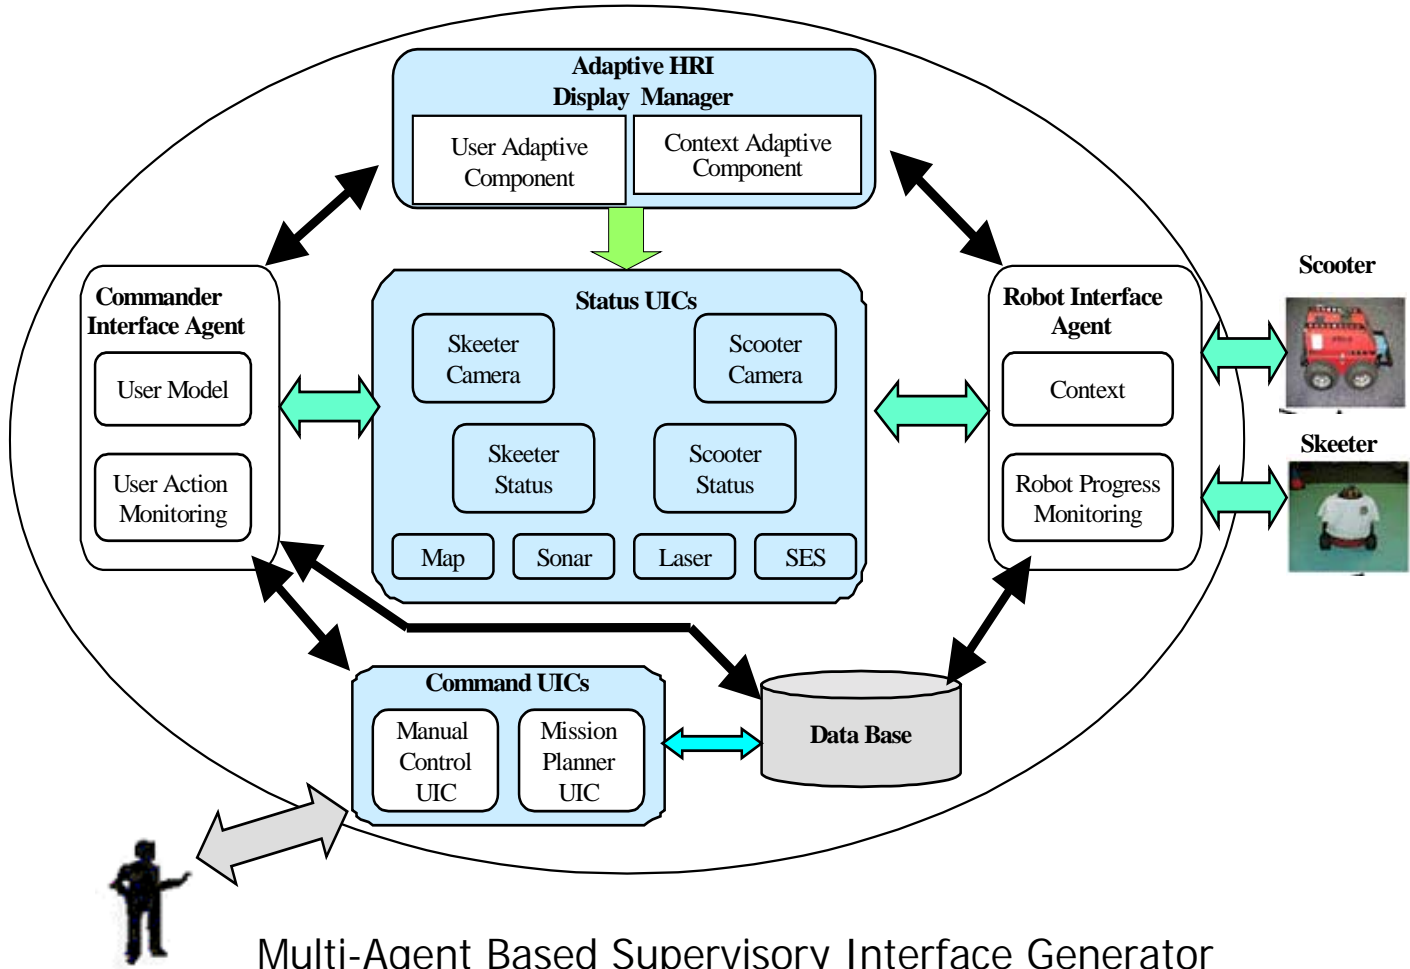 Adaptive HRI
Display Manager
User Adaptive
Component
Context Adaptive
Component
Commander
Interface Agent
User Model
User Action
Monitoring
Status UICs
Skeeter
Camera
Scooter
Camera
Skeeter
Status
Scooter
Status
Map
Sonar
Laser
SES
Robot Interface
Agent
Context
Robot Progress
Monitoring
Scooter
Skeeter
Command UICs
Manual
Control
UIC
Mission
Planner
UIC
Data Base
Multi-Agent Based Supervisory Interface Generator